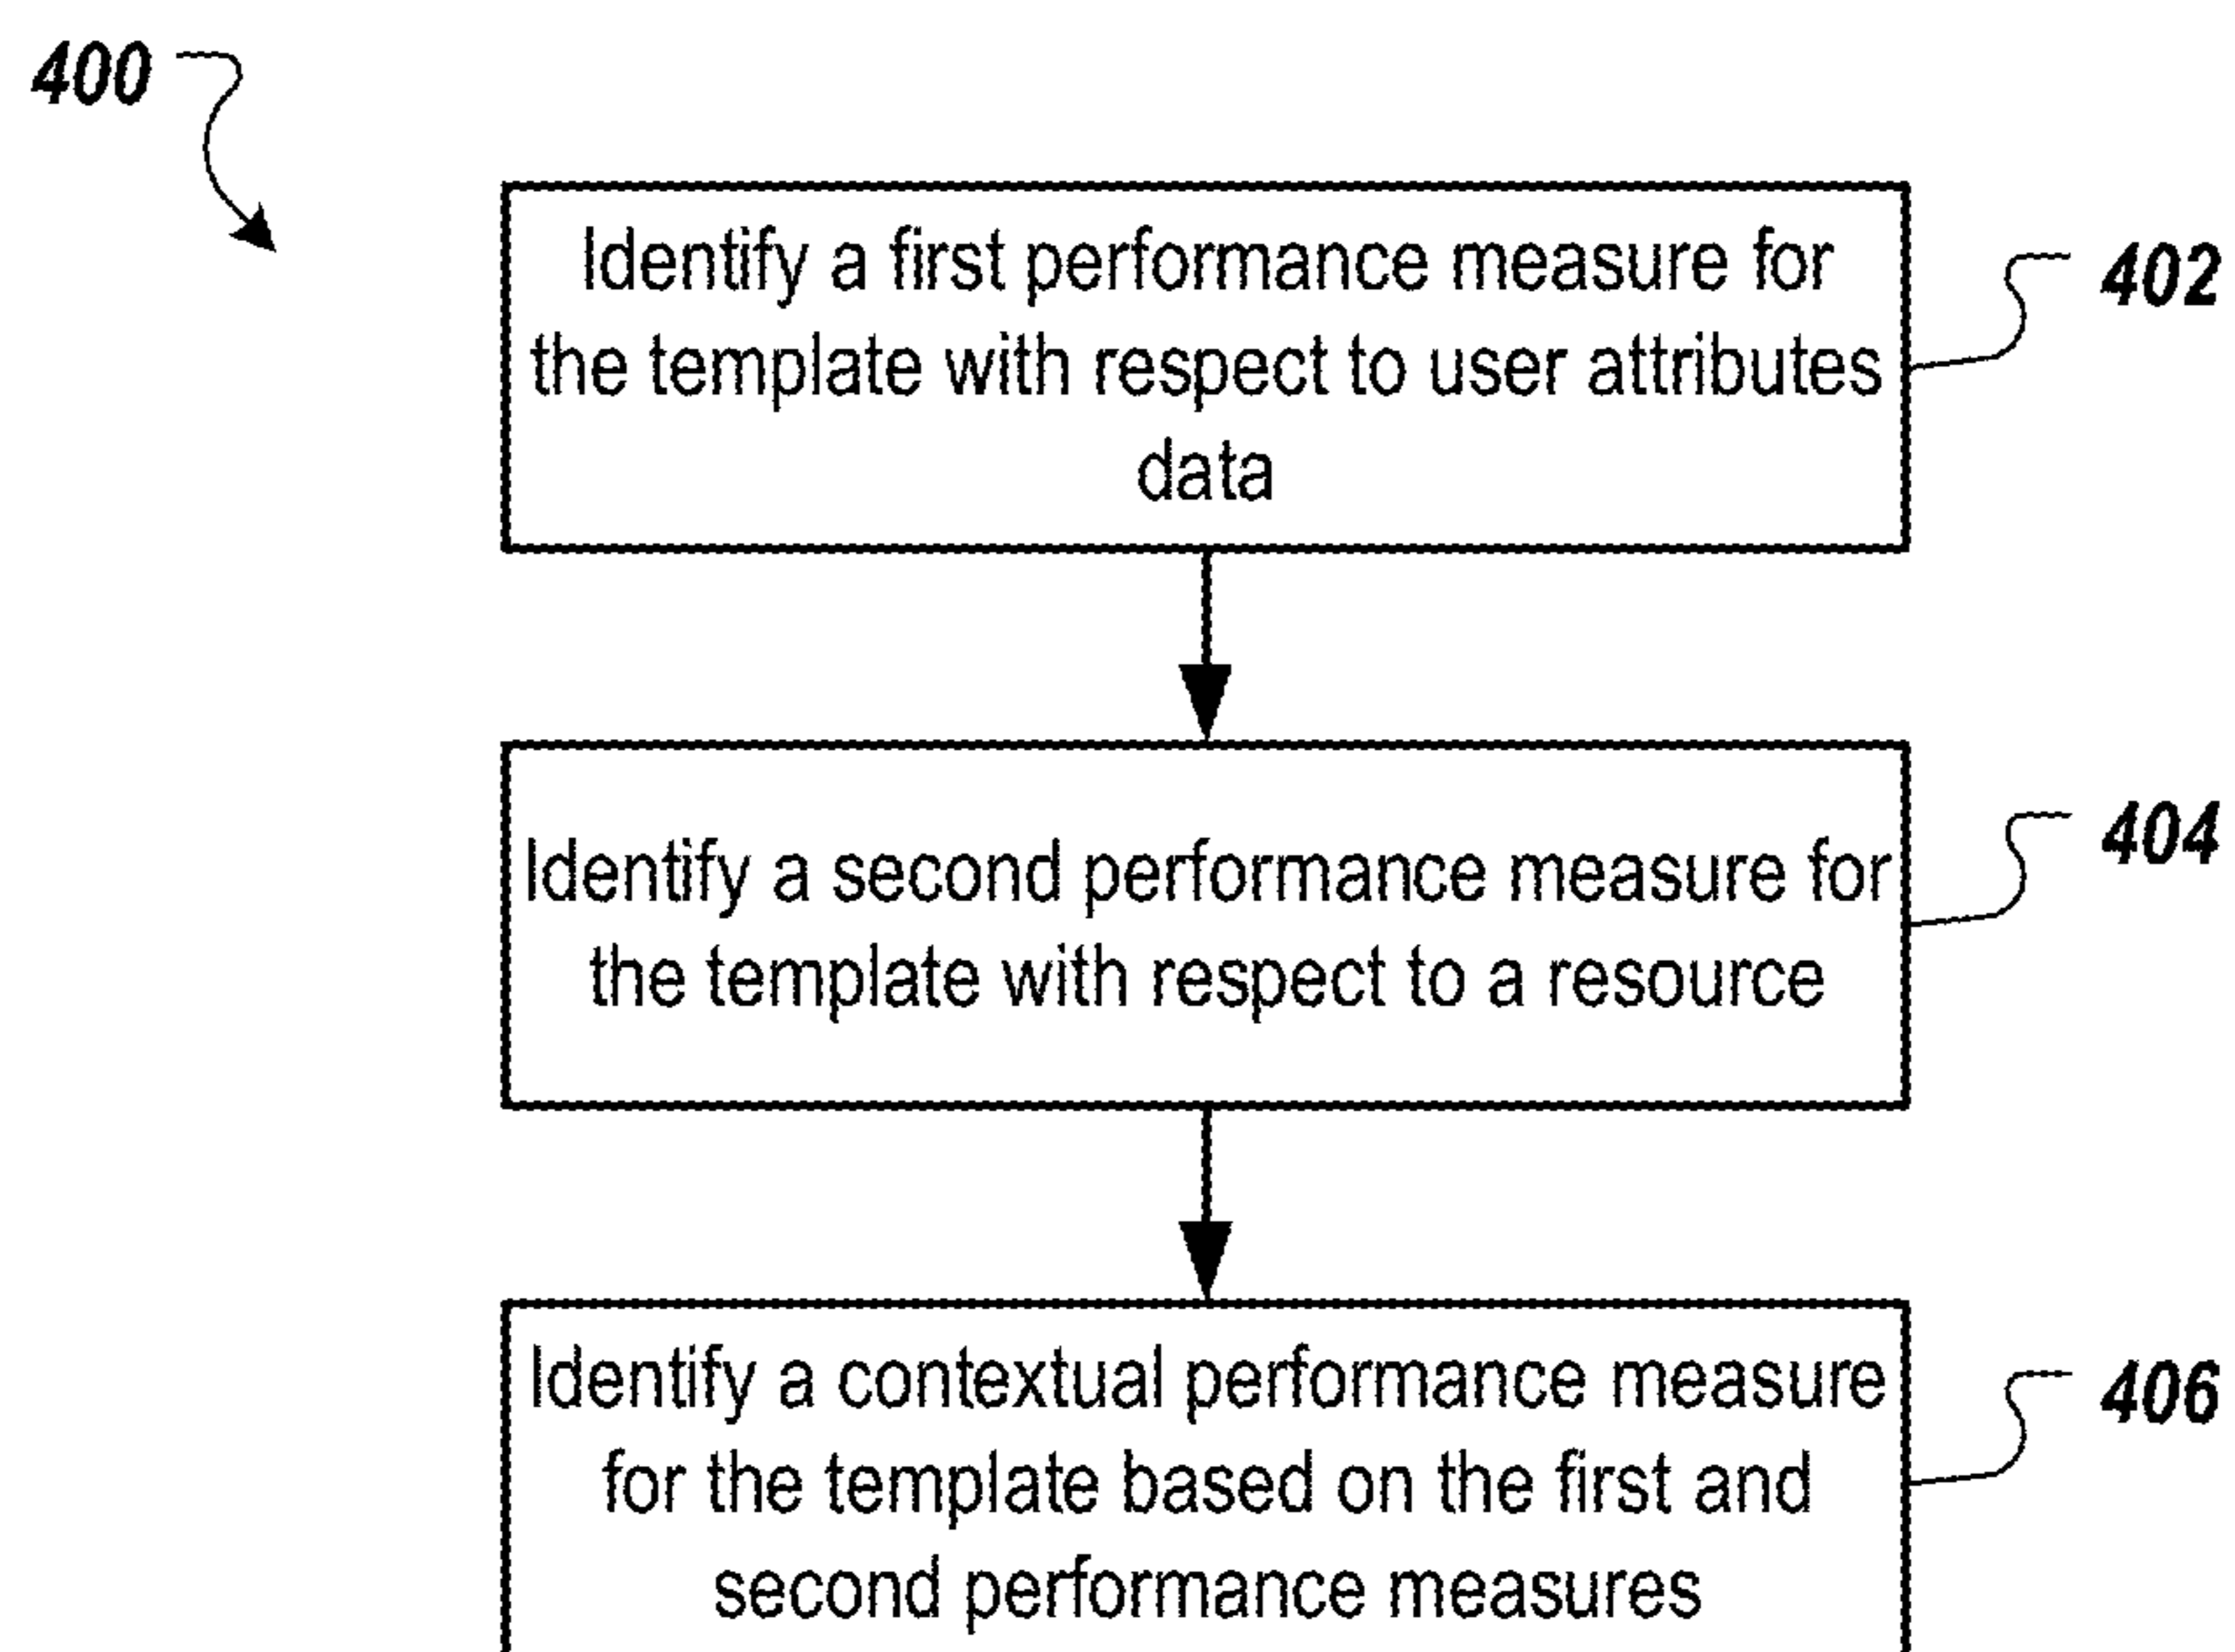 400
Identify a first performance measure for
the template with respect to user attributes
data
402
Identify a second performance measure for
the template with respect to a resource
404
Identify a contextual performance measure
for the template based on the first and
second performance measures
406